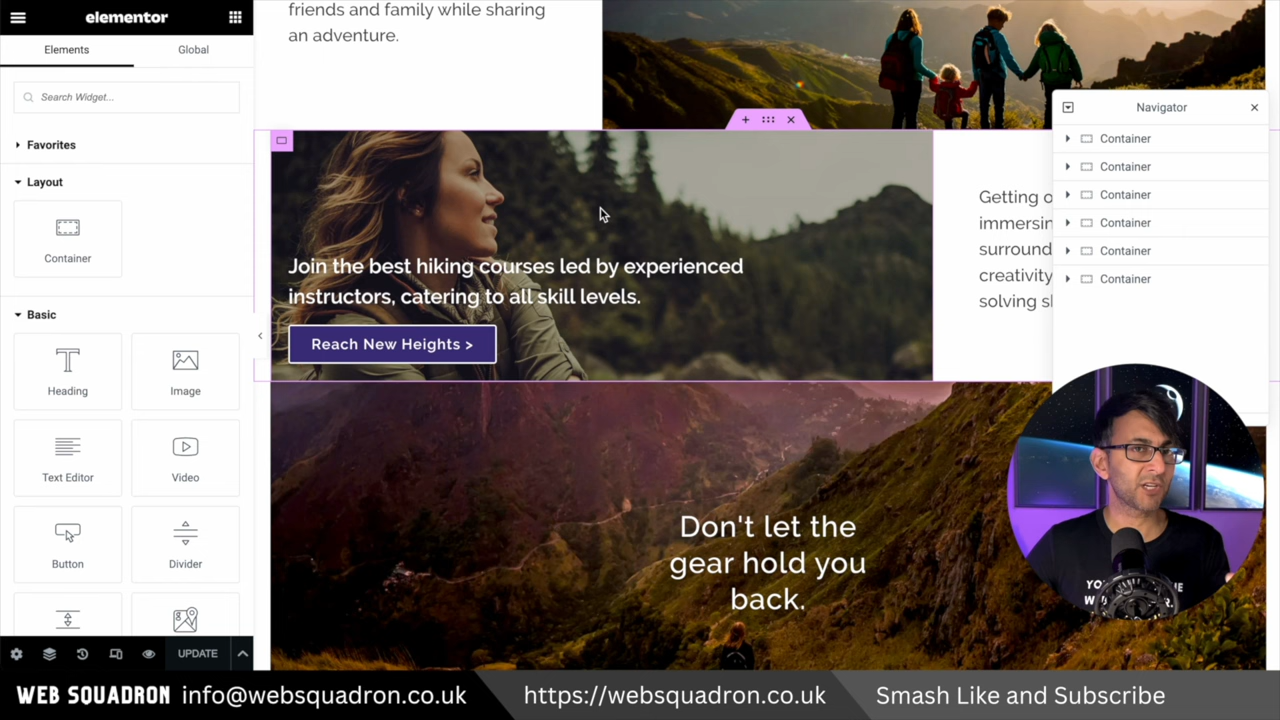 elementor
Elements
Global
Search Widget...
Favorites
Layout
Container
Basic
Heading
Image
Text Editor
Video
Button
Divider
UPDATE
friends and family while sharing
an adventure.
Join the best hiking courses led by experienced
instructors, catering to all skill levels.
Reach New Heights >
Getting o
immersin
surround
creativity
solving sk
Don't let the
gear hold you
back.
Navigator
Container
Container
Container
Container
Container
Container
WEB SQUADRON info@websquadron.co.uk https://websquadron.co.uk Smash Like and Subscribe